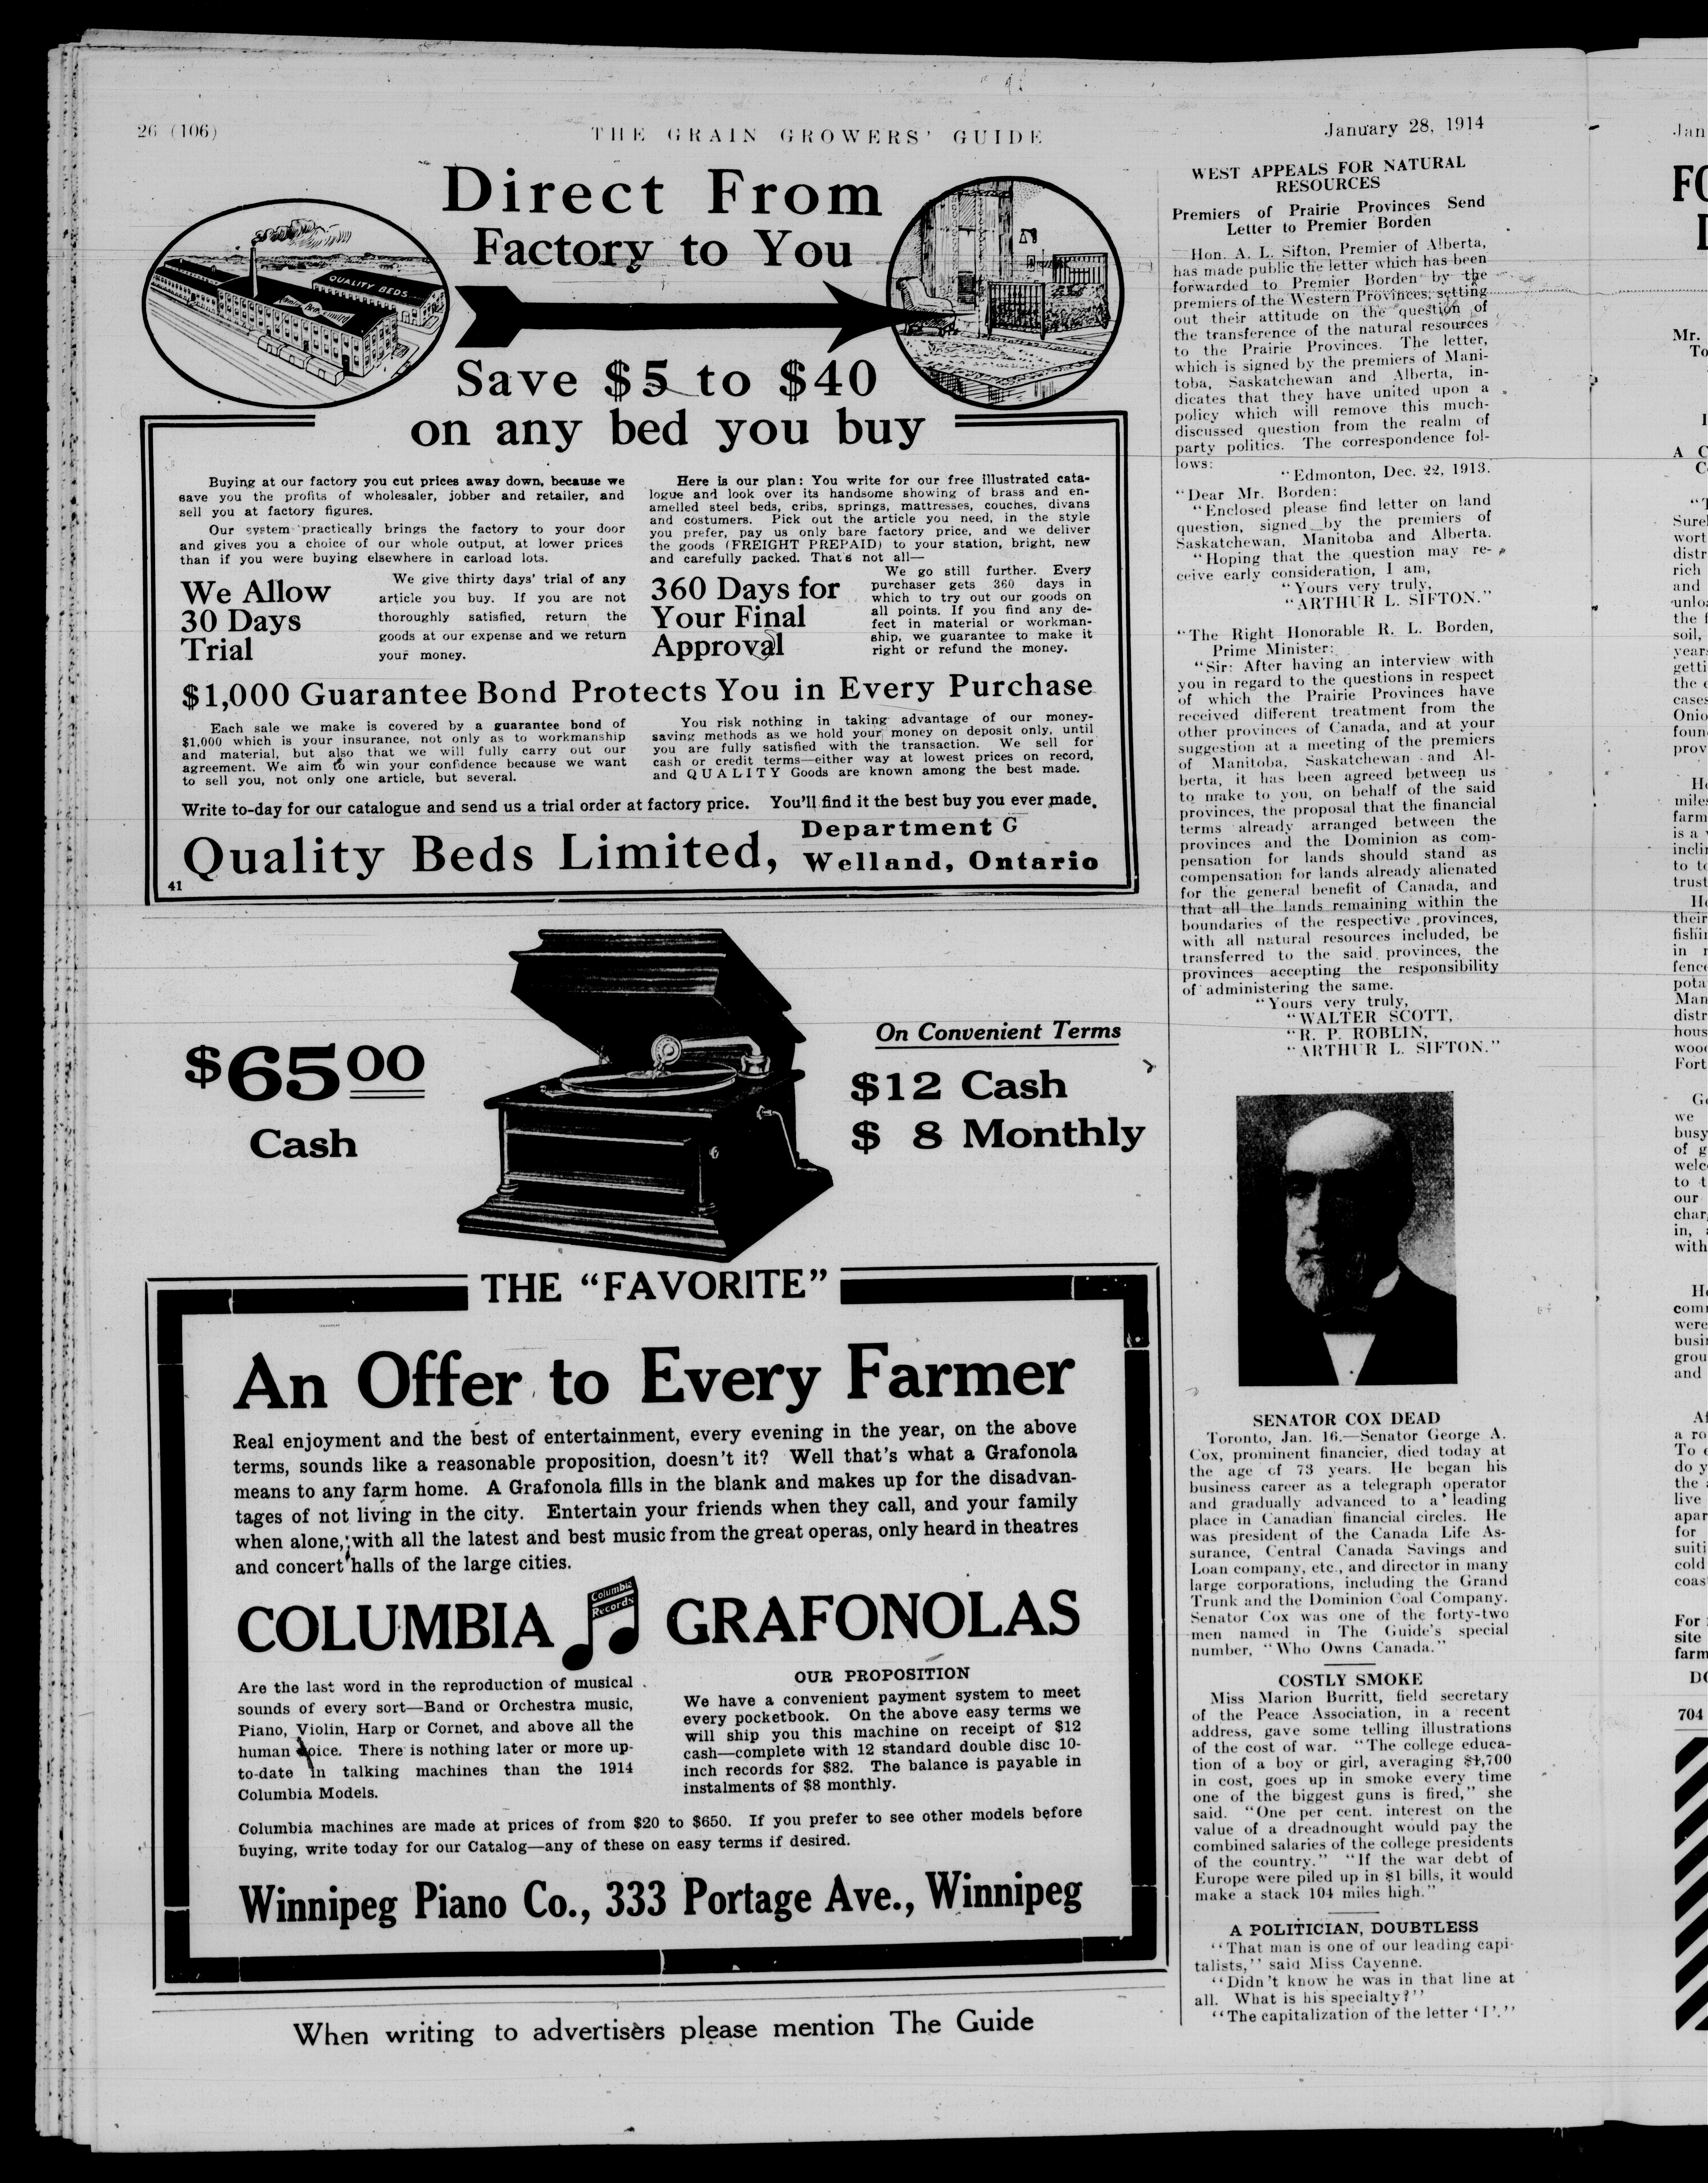 26 (106)
THE GRAIN GROWERS' GUIDE
January 28, 1914
Direct From
Factory to You
QUALITY BEDS
Save $5 to $40
on any bed you buy
Buying at our factory you cut prices away down, because we
save you the profits of wholesaler, jobber and retailer, and
sell you at factory figures.
Our system practically brings the factory to your door
and gives you a choice of our whole output, at lower prices
than if you were buying elsewhere in carload lots.
We Allow
30 Days
Trial
We give thirty days' trial of any
article you buy. If you are not
thoroughly satisfied, return the
goods at our expense and we return
your money.
Here is our plan: You write for our free illustrated cata-
logue and look over its handsome showing of brass and en-
amelled steel beds, cribs, springs, mattresses, couches, divans
and costumers. Pick out the article you need, in the style
you prefer, pay us only bare factory price, and we deliver
the goods (FREIGHT PREPAID) to your station, bright, new
and carefully packed. That's not all—
360 Days for
Your Final
Approval
We go still further. Every
purchaser gets 360 days in
which to try out our goods on
all points. If you find any de-
fect in material or workman-
ship, we guarantee to make it
right or refund the money.
$1,000 Guarantee Bond Protects You in Every Purchase
Each sale we make is covered by a guarantee bond of
$1,000 which is your insurance, not only as to workmanship
and material, but also that we will fully carry out our
agreement. We aim to win your confidence because we want
to sell you, not only one article, but several.
You risk nothing in taking advantage of our money-
saving methods as we hold your money on deposit only, until
you are fully satisfied with the transaction. We sell for
cash or credit terms—either way at lowest prices on record,
and QUALITY Goods are known among the best made.
Write to-day for our catalogue and send us a trial order at factory price. You'll find it the best buy you ever made.
Quality Beds Limited,
Department G
Welland, Ontario
41
$65 00
Cash
On Convenient Terms
$12 Cash
$ 8 Monthly
THE "FAVORITE"
An Offer to Every Farmer
Real enjoyment and the best of entertainment, every evening in the year, on the above
terms, sounds like a reasonable proposition, doesn't it? Well that's what a Grafonola
means to any farm home. A Grafonola fills in the blank and makes up for the disadvan-
tages of not living in the city. Entertain your friends when they call, and your family
when alone, with all the latest and best music from the great operas, only heard in theatres
and concert halls of the large cities.
COLUMBIA
Columbia
Records
GRAFONOLAS
Are the last word in the reproduction of musical
sounds of every sort—Band or Orchestra music,
Piano, Violin, Harp or Cornet, and above all the
human voice. There is nothing later or more up-
to-date in talking machines than the 1914
Columbia Models.
OUR PROPOSITION
We have a convenient payment system to meet
every pocketbook. On the above easy terms we
will ship you this machine on receipt of $12
cash—complete with 12 standard double disc 10-
inch records for $82. The balance is payable in
instalments of $8 monthly.
Columbia machines are made at prices of from $20 to $650. If you prefer to see other models before
buying, write today for our Catalog—any of these on easy terms if desired.
Winnipeg Piano Co., 333 Portage Ave., Winnipeg
When writing to advertisers please mention The Guide
WEST APPEALS FOR NATURAL
RESOURCES
Premiers of Prairie Provinces Send
Letter to Premier Borden
Hon. A. L. Sifton, Premier of Alberta,
has made public the letter which has been
forwarded to Premier Borden by the
premiers of the Western Provinces, setting
out their attitude on the question of
the transference of the natural resources
to the Prairie Provinces. The letter,
which is signed by the premiers of Mani-
toba, Saskatchewan and Alberta, in-
dicates that they have united upon a
policy which will remove this much-
discussed question from the realm of
party politics. The correspondence fol-
lows:
"Edmonton, Dec. 22, 1913.
"Dear Mr. Borden:
"Enclosed please find letter on land
question, signed by the premiers of
Saskatchewan, Manitoba and Alberta.
"Hoping that the question may re-
ceive early consideration, I am,
"Yours very truly,
"ARTHUR L. SIFTON."
"The Right Honorable R. L. Borden,
Prime Minister:
"Sir: After having an interview with
you in regard to the questions in respect
of which the Prairie Provinces have
received different treatment from the
other provinces of Canada, and at your
suggestion at a meeting of the premiers
of Manitoba, Saskatchewan and Al-
berta, it has been agreed between us
to make to you, on behalf of the said
provinces, the proposal that the financial
terms already arranged between the
provinces and the Dominion as com-
pensation for lands should stand as
compensation for lands already alienated
for the general benefit of Canada, and
that all the lands remaining within the
boundaries of the respective provinces,
with all natural resources included, be
transferred to the said provinces, the
provinces accepting the responsibility
of administering the same.
"Yours very truly,
"WALTER SCOTT,
"R. P. ROBLIN,
"ARTHUR L. SIFTON."
SENATOR COX DEAD
Toronto, Jan. 16.—Senator George A.
Cox, prominent financier, died today at
the age of 73 years. He began his
business career as a telegraph operator
and gradually advanced to a leading
place in Canadian financial circles. He
was president of the Canada Life As-
surance, Central Canada Savings and
Loan company, etc., and director in many
large corporations, including the Grand
Trunk and the Dominion Coal Company.
Senator Cox was one of the forty-two
men named in The Guide's special
number, "Who Owns Canada."
COSTLY SMOKE
Miss Marion Burritt, field secretary
of the Peace Association, in a recent
address, gave some telling illustrations
of the cost of war. "The college educa-
tion of a boy or girl, averaging $1,700
in cost, goes up in smoke every time
one of the biggest guns is fired," she
said. "One per cent. interest on the
value of a dreadnought would pay the
combined salaries of the college presidents
of the country." "If the war debt of
Europe were piled up in $1 bills, it would
make a stack 104 miles high."
A POLITICIAN, DOUBTLESS
"That man is one of our leading capi-
talists," said Miss Cayenne.
"Didn't know he was in that line at
all. What is his specialty?"
"The capitalization of the letter 'I'."